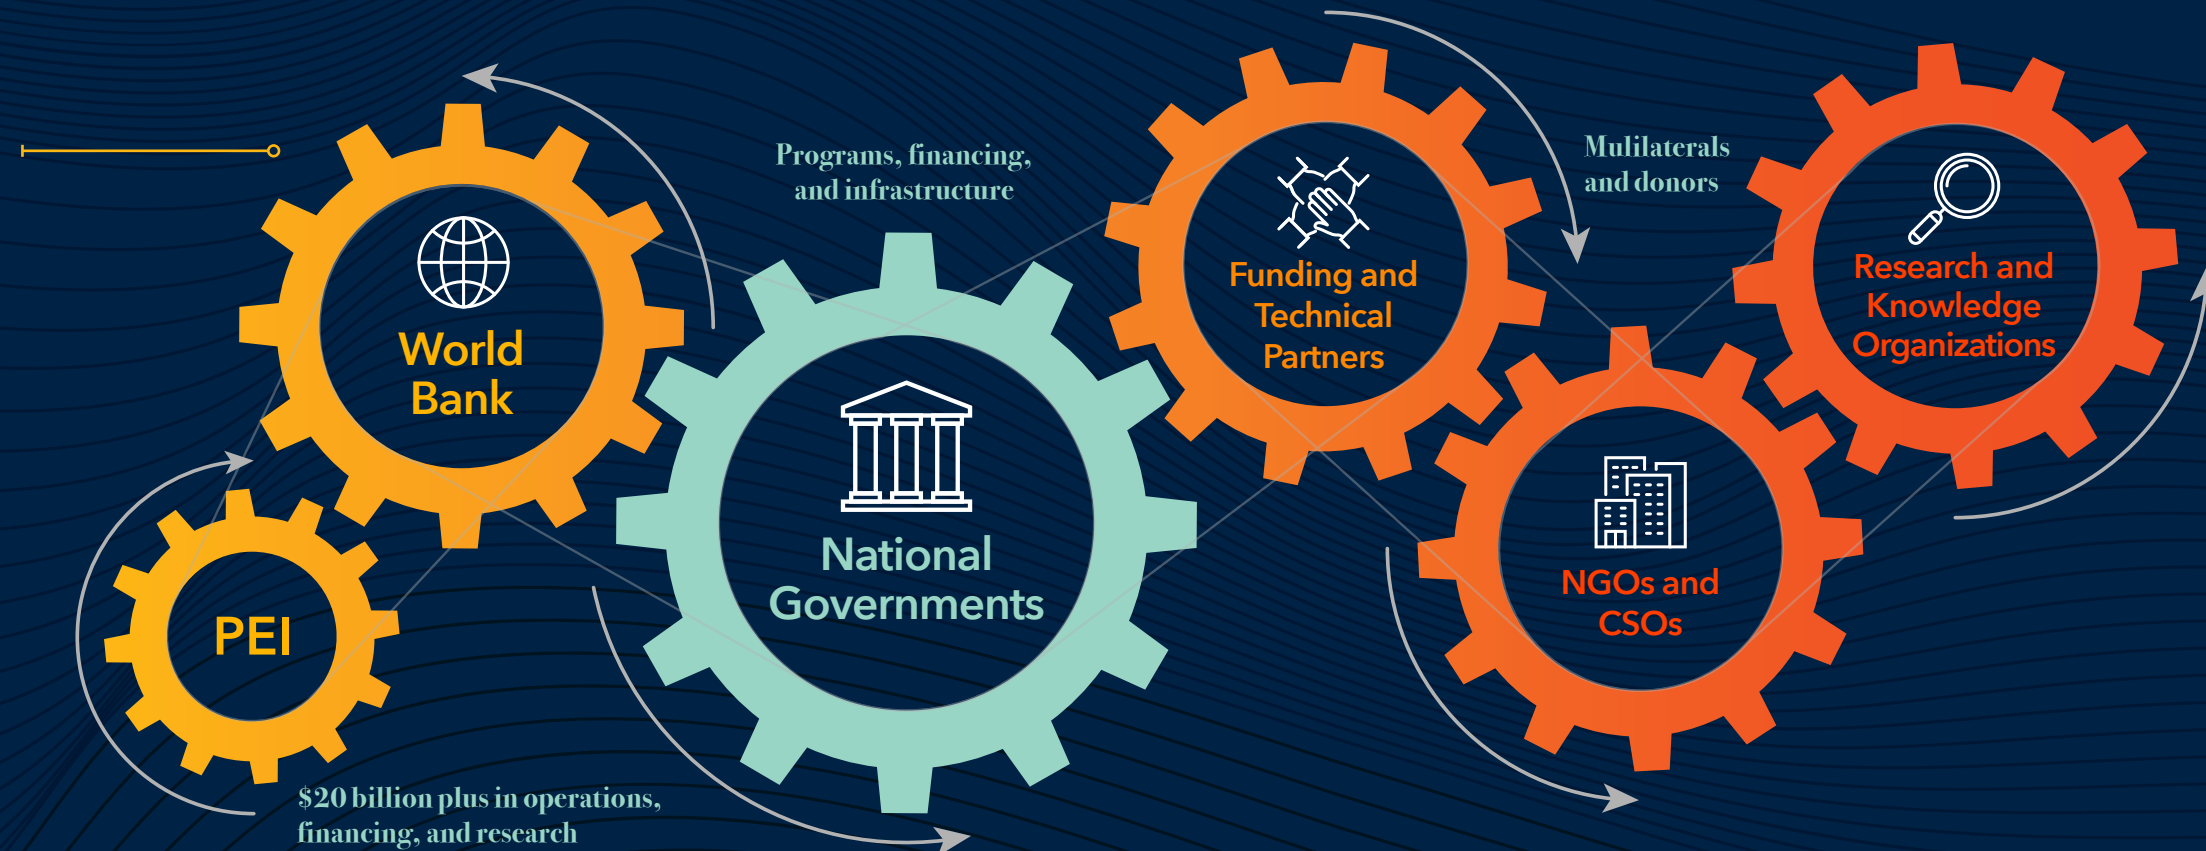 PEI
$20 billion plus in operations,
financing, and research
World
Bank
Programs, financing,
and infrastructure
National
Governments
Funding and
Technical
Partners
Mulilaterals
and donors
NGOs and
CSOs
Research and
Knowledge
Organizations